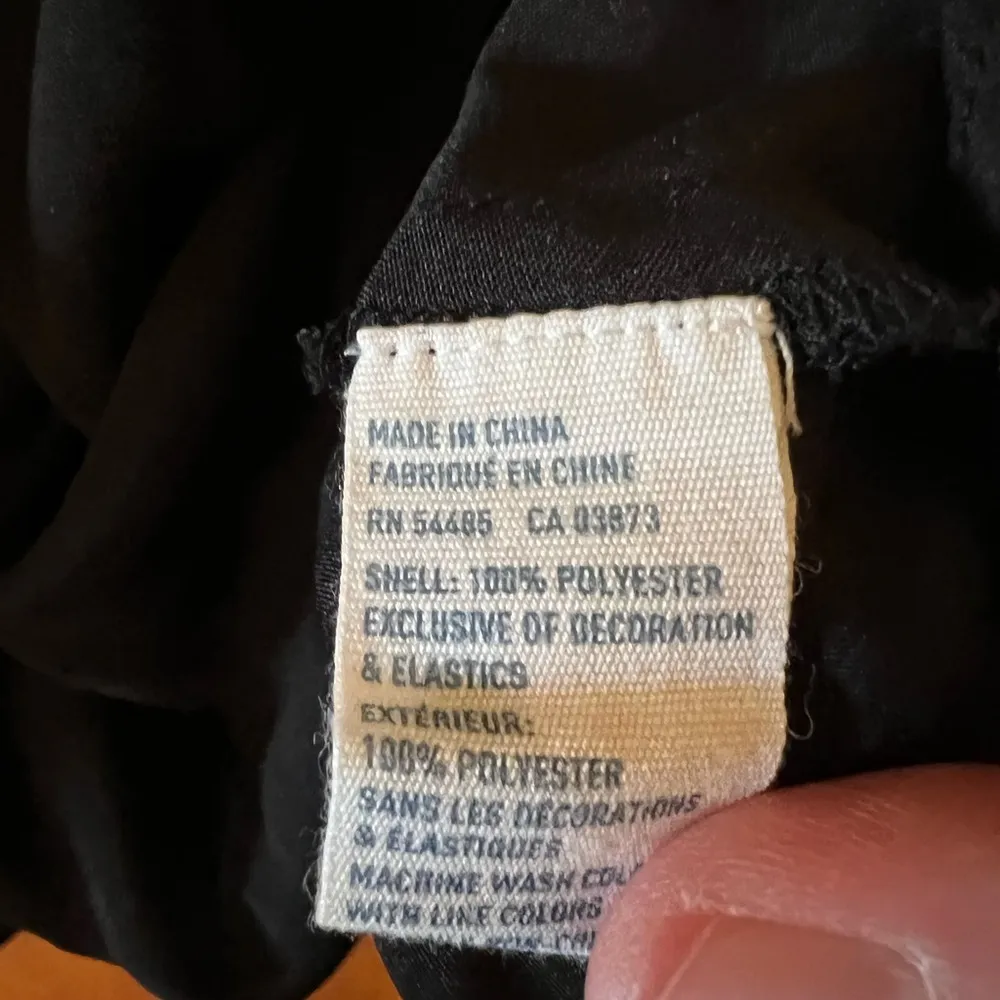 MADE IN CHINA
FABRIQUÉ EN CHINE
RN 54485 CA 03873
SHELL: 100% POLYESTER
EXCLUSIVE OF DECORATION
& ELASTICS
EXTÉRIEUR:
100% POLYESTER
SANS LES DÉCORATIONS
& ÉLASTIQUES
MACHINE WASH
WITH LIKE COLORS